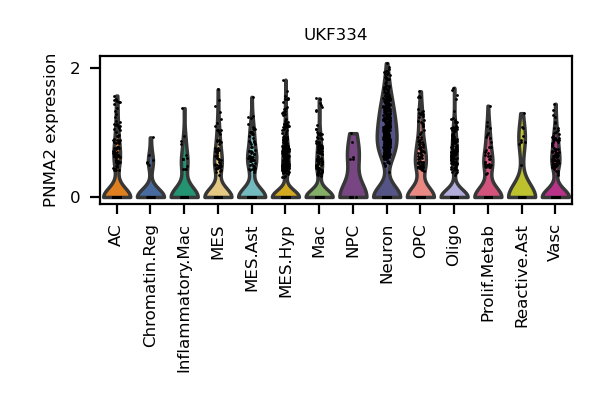 UKF334
PNMA2 expression
2
0
AC
Chromatin.Reg
Inflammatory.Mac
MES
MES.Ast
MES.Hyp
Mac
NPC
Neuron
OPC
Oligo
Prolif.Metab
Reactive.Ast
Vasc